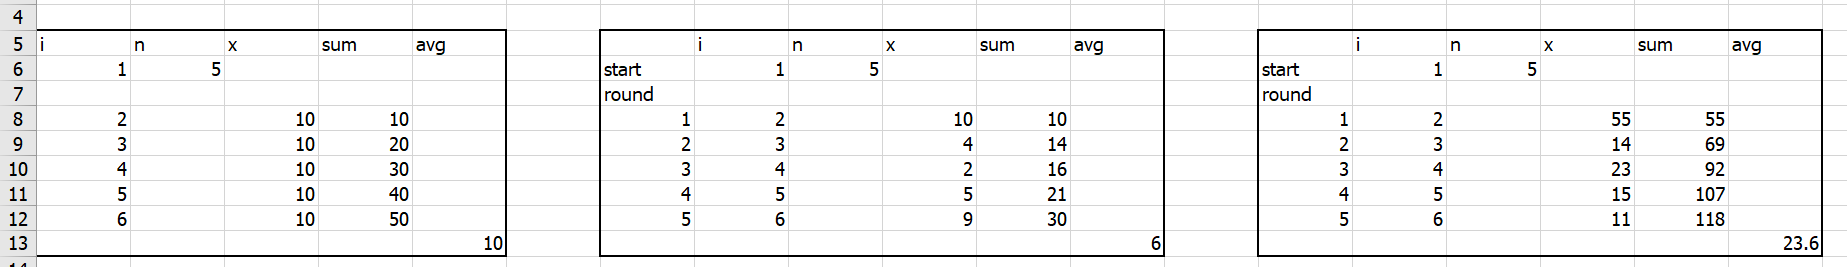 4
5 i n x sum avg i n x sum avg i n x sum avg
6 1 5 start 1 5 start 1 5
7 round round
8 2 10 10 1 2 10 10 1 2 55 55
9 3 10 20 2 3 4 14 2 3 14 69
10 4 10 30 3 4 2 16 3 4 23 92
11 5 10 40 4 5 5 21 4 5 15 107
12 6 10 50 5 6 9 30 5 6 11 118
13 10 6 23.6